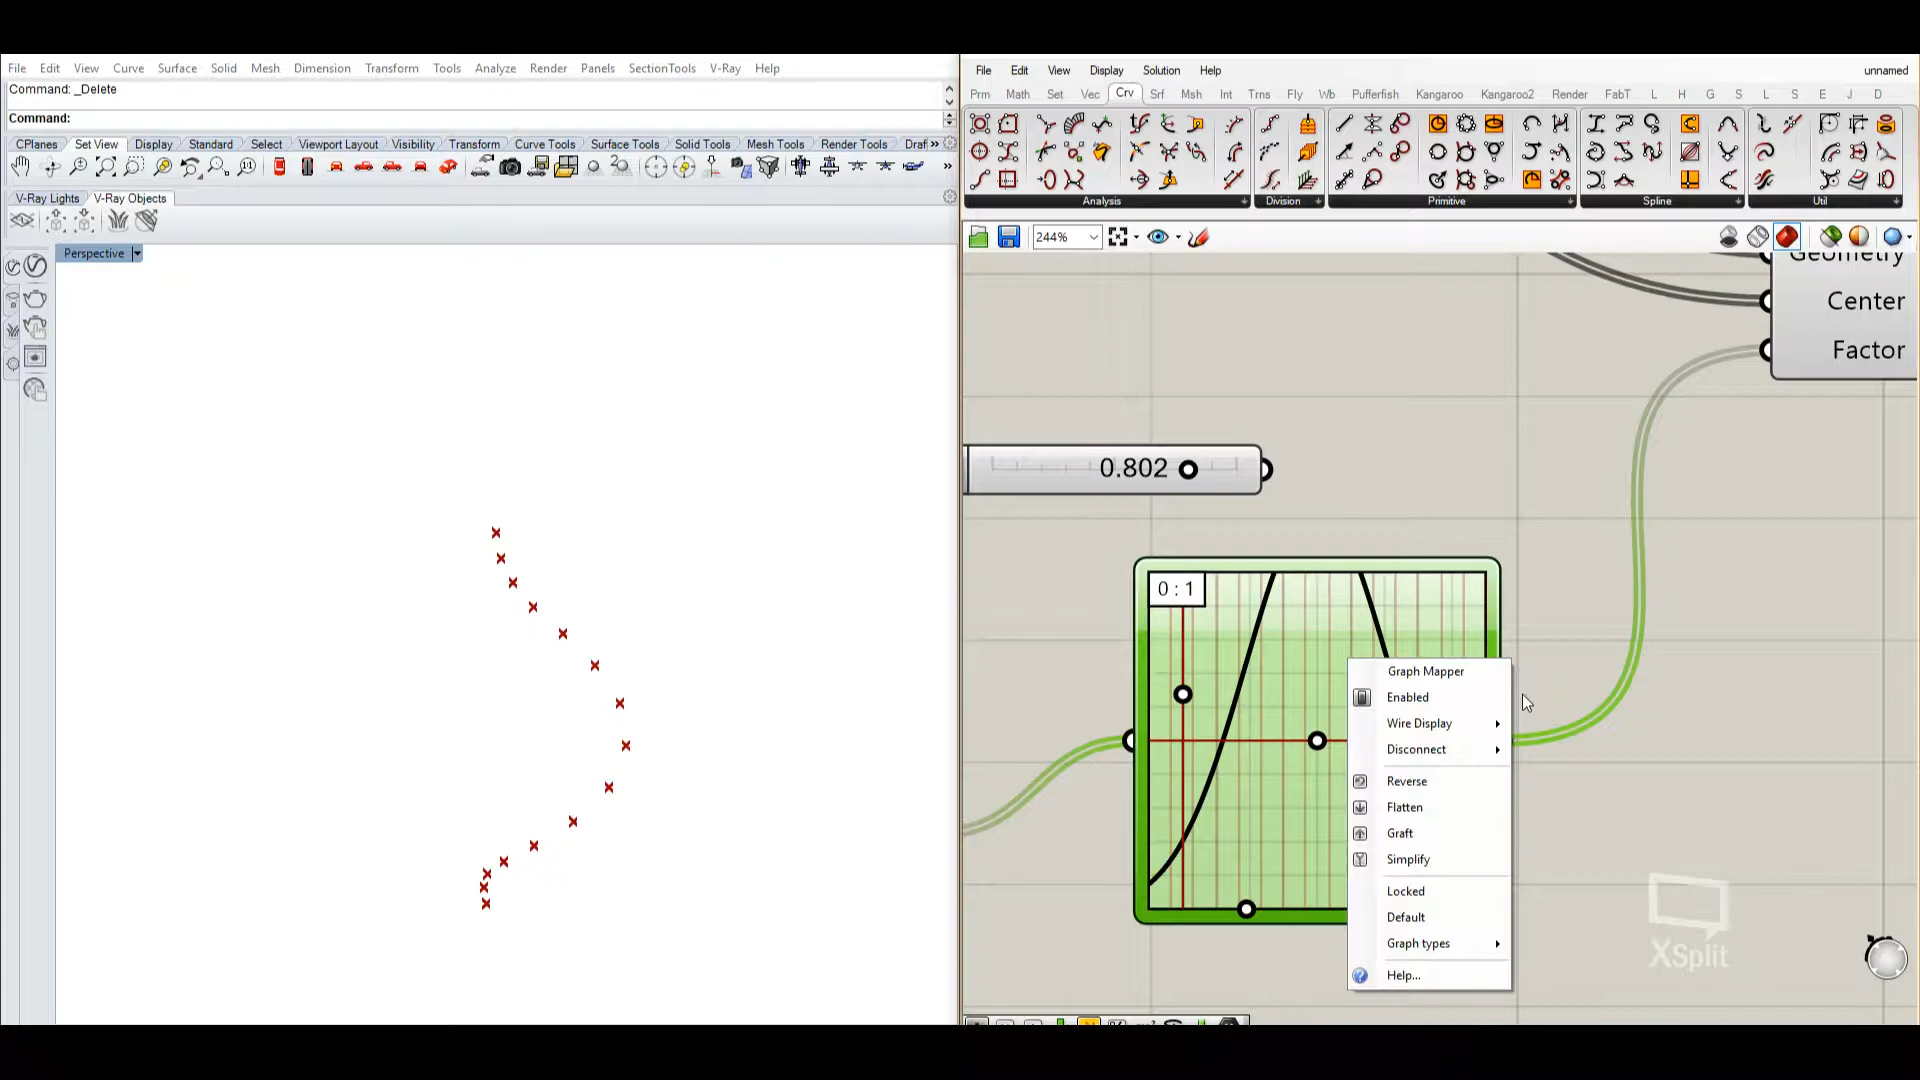 File Edit View Curve Surface Solid Mesh Dimension Transform Tools Analyze Render Panels SectionTools V-Ray Help
Command: _Delete
Command:
CPlanes Set View Display Standard Select Viewport Layout Visibility Transform Curve Tools Surface Tools Solid Tools Mesh Tools Render Tools Draf »
V-Ray Lights V-Ray Objects
Perspective
File Edit View Display Solution Help unnamed
Prm Math Set Vec Crv Srf Msh Int Trns Fly Wb Pufferfish Kangaroo Kangaroo2 Render FabT L H G S L S E J D
Analysis Division Primitive Spline Util
244%
Geometry
Center
Factor
0.802
0 : 1
Graph Mapper
Enabled
Wire Display
Disconnect
Reverse
Flatten
Graft
Simplify
Locked
Default
Graph types
Help...
XSplit